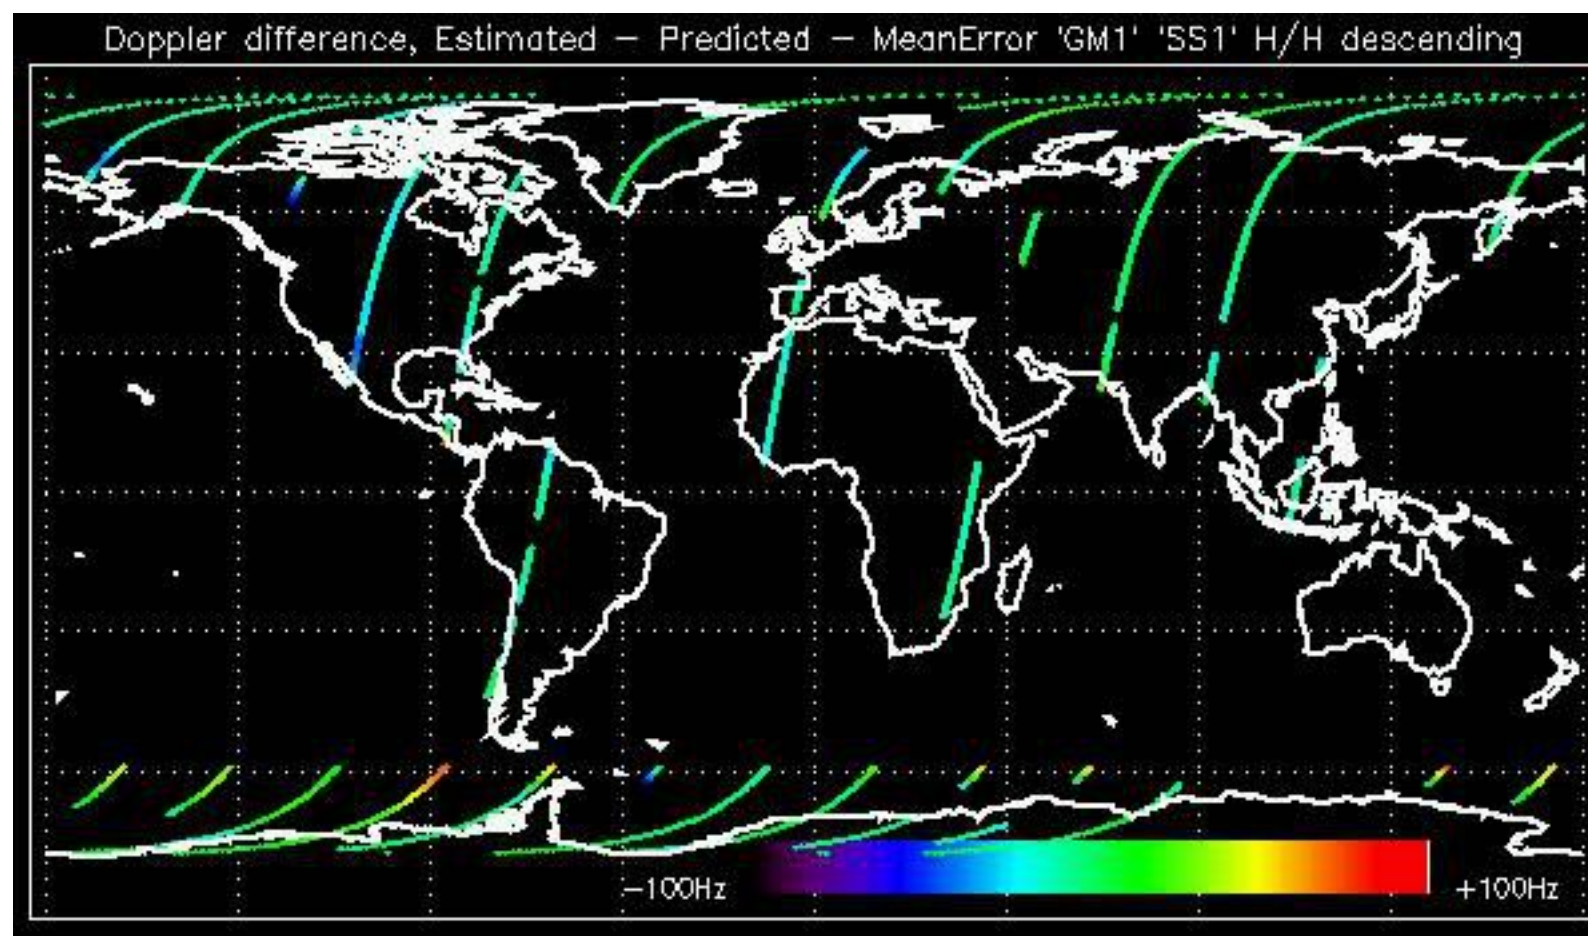 Doppler difference, Estimated – Predicted – MeanError 'GM1' 'SS1' H/H descending
–100Hz
+100Hz